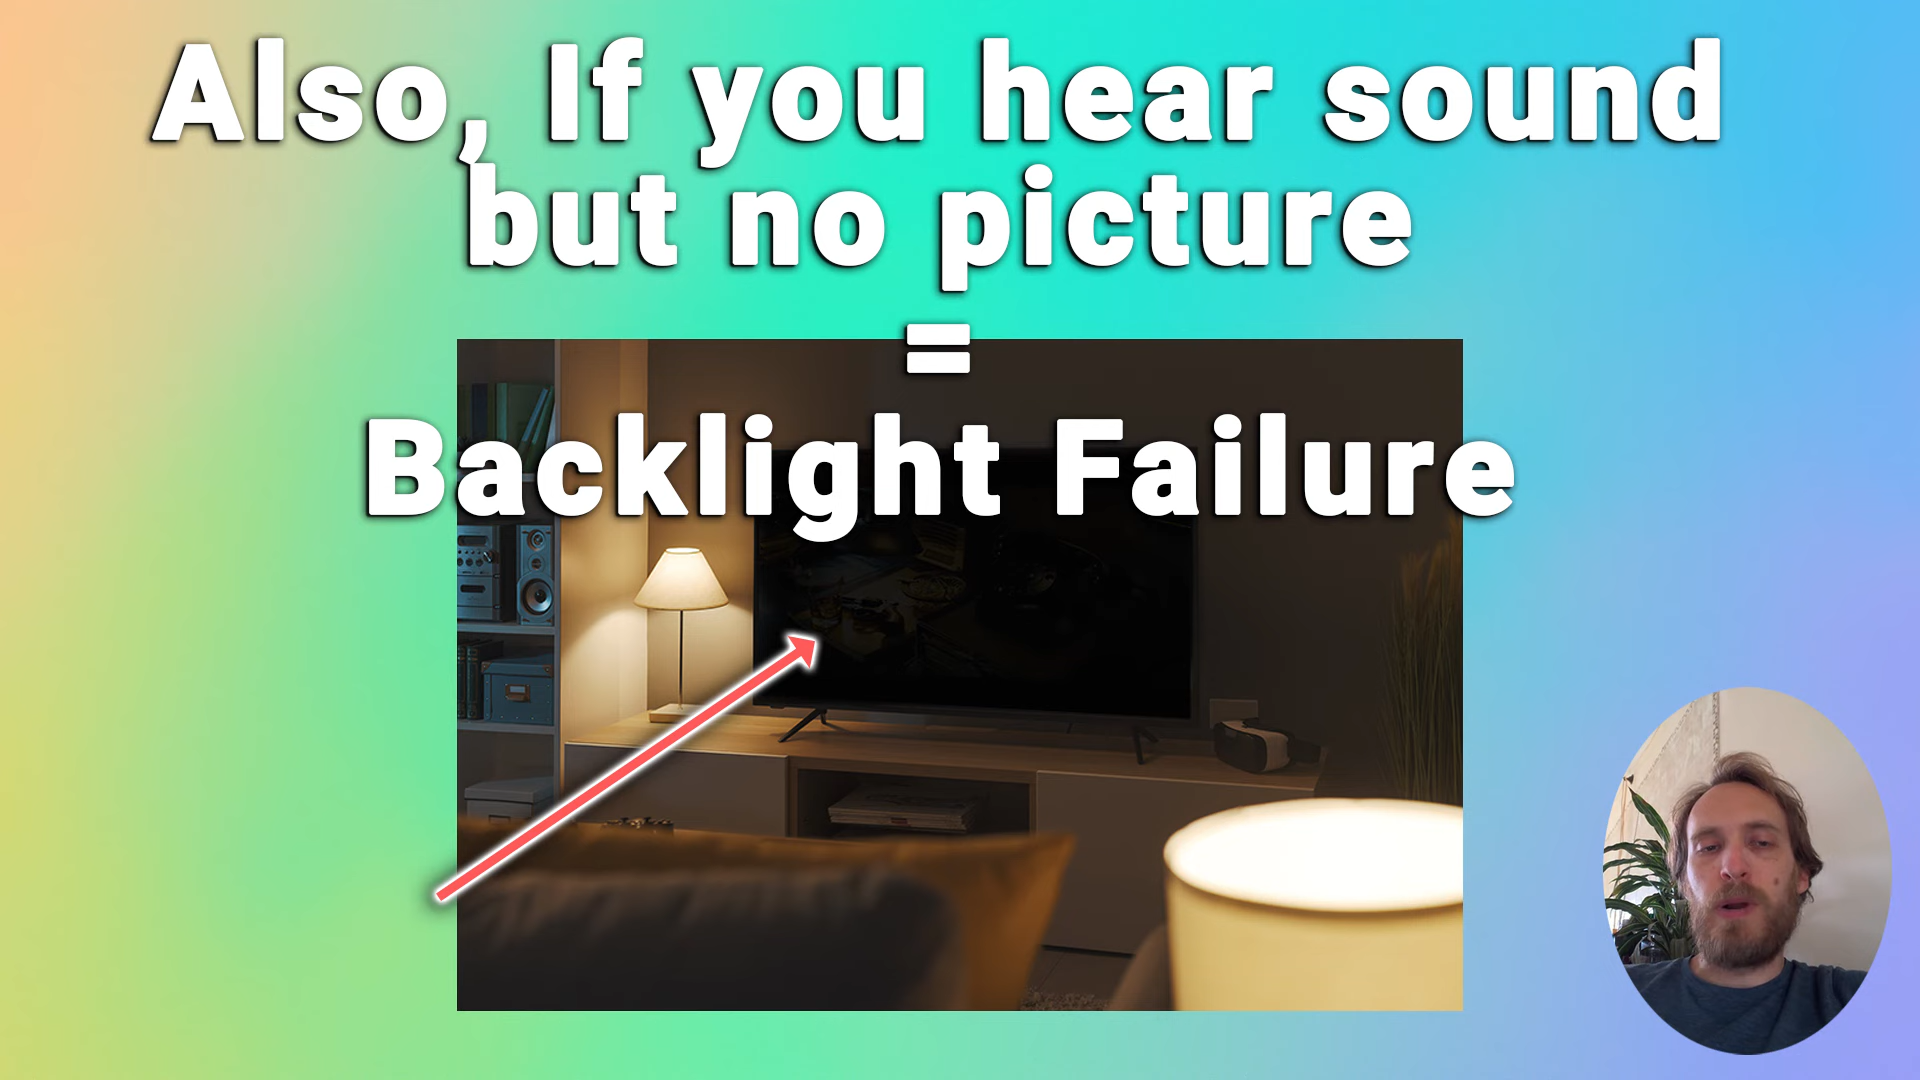 Also, If you hear sound
but no picture
=
Backlight Failure